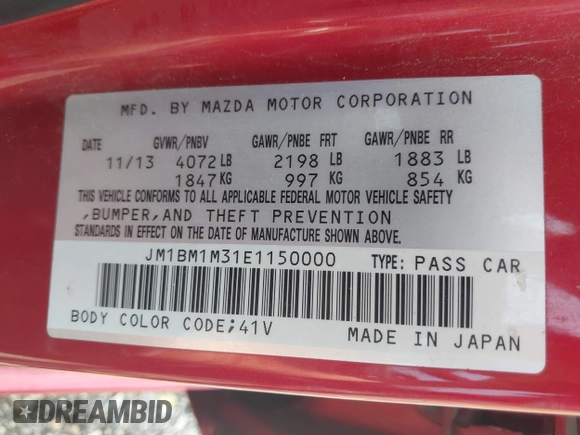 MFD. BY MAZDA MOTOR CORPORATION
DATE GVWR/PNBV GAWR/PNBE FRT GAWR/PNBE RR
11/13 4072 LB 2198 LB 1883 LB
1847 KG 997 KG 854 KG
THIS VEHICLE CONFORMS TO ALL APPLICABLE FEDERAL MOTOR VEHICLE SAFETY
,BUMPER,AND THEFT PREVENTION
STANDARDS IN EFFECT ON THE DATE OF MANUFACTURE SHOWN ABOVE.
JM1BM1M31E1150000 TYPE: PASS CAR
BODY COLOR CODE;41V MADE IN JAPAN
DREAMBID